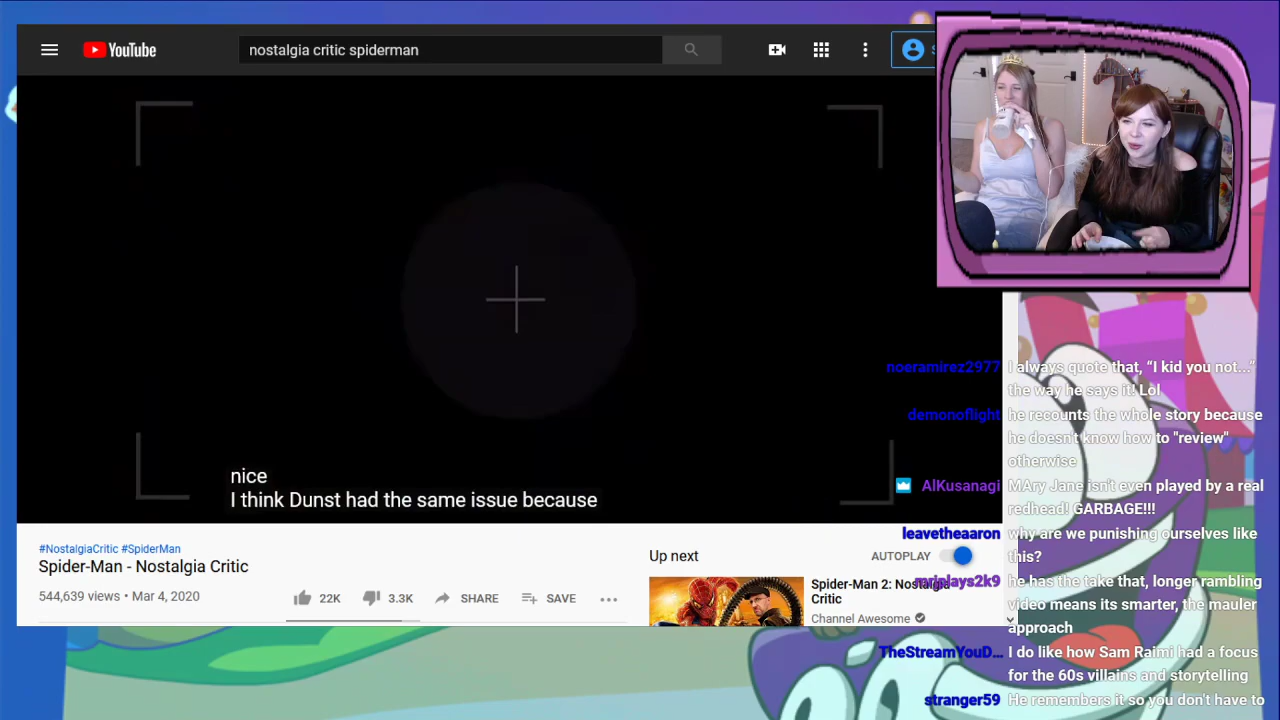 YouTube
nostalgia critic spiderman
nice
I think Dunst had the same issue because
#NostalgiaCritic #SpiderMan
Spider-Man - Nostalgia Critic
544,639 views • Mar 4, 2020
22K
3.3K
SHARE
SAVE
Up next
AUTOPLAY
Spider-Man 2: Nostalgia
Critic
Channel Awesome
noeramirez2977 I always quote that, “I kid you not...”
the way he says it! Lol
demonoflight he recounts the whole story because
he doesn't know how to "review"
otherwise
AlKusanagi MAry Jane isn't even played by a real
redhead! GARBAGE!!!
leavetheaaron why are we punishing ourselves like
this?
mrjplays2k9 he has the take that, longer rambling
video means its smarter, the mauler
approach
TheStreamYouD... I do like how Sam Raimi had a focus
for the 60s villains and storytelling
stranger59 He remembers it so you don't have to